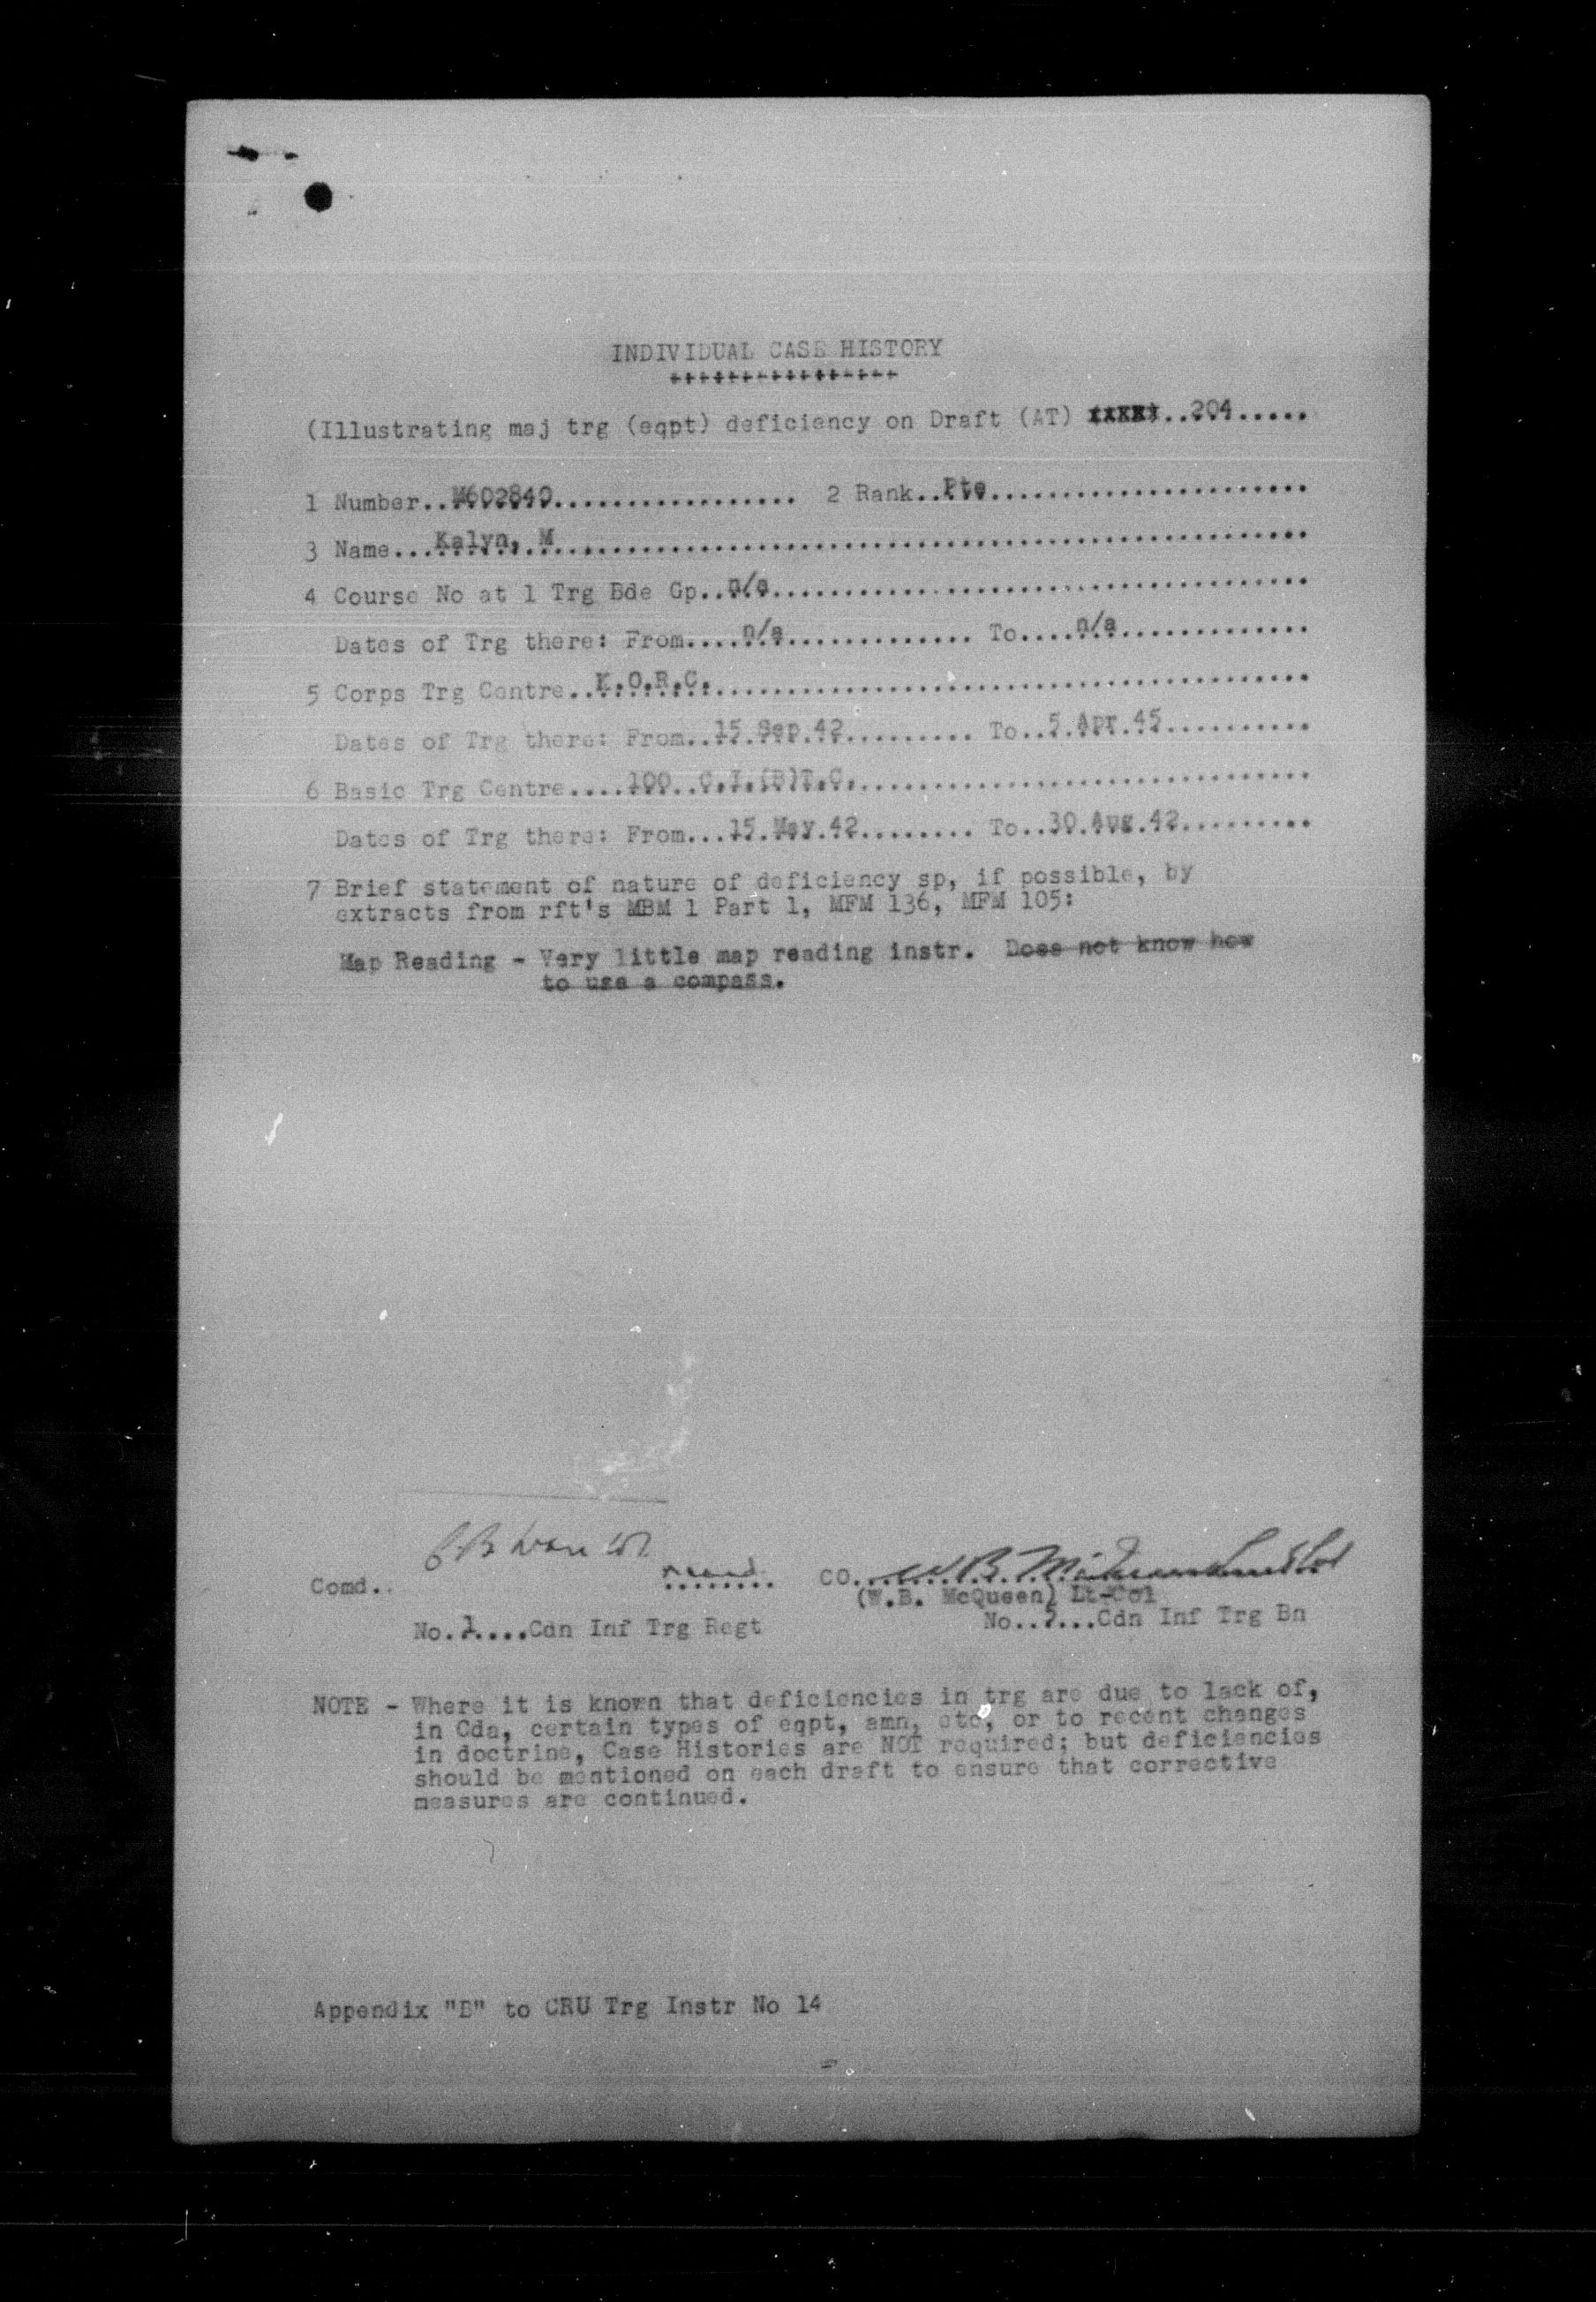 INDIVIDUAL CASE HISTORY
++++++++++++++++
(Illustrating maj trg (eqpt) deficiency on Draft (AT) ..204.....
1 Number..M602840................. 2 Rank..Pte......................
3 Name...Kalyn, M....................................................
4 Course No at 1 Trg Bde Gp..n/a.....................................
Dates of Trg there: From....n/a............. To....n/a.............
5 Corps Trg Centre..K.O.R.C..........................................
Dates of Trg there: From..15 Sep 42......... To..5 Apr 45..........
6 Basic Trg Centre....100 C.I.(B)T.C.................................
Dates of Trg there: From...15 May 42........ To..30 Aug 42.........
7 Brief statement of nature of deficiency sp, if possible, by
extracts from rft's MBM 1 Part 1, MFM 136, MFM 105:
Map Reading - Very little map reading instr. Does not know how
to use a compass.
Comd.. ........ CO..............................
(W.B. McQueen) Lt-Col
No.1....Cdn Inf Trg Regt No..7...Cdn Inf Trg Bn
NOTE - Where it is known that deficiencies in trg are due to lack of,
in Cda, certain types of eqpt, amn, etc, or to recent changes
in doctrine, Case Histories are NOT required; but deficiencies
should be mentioned on each draft to ensure that corrective
measures are continued.
Appendix "B" to CRU Trg Instr No 14